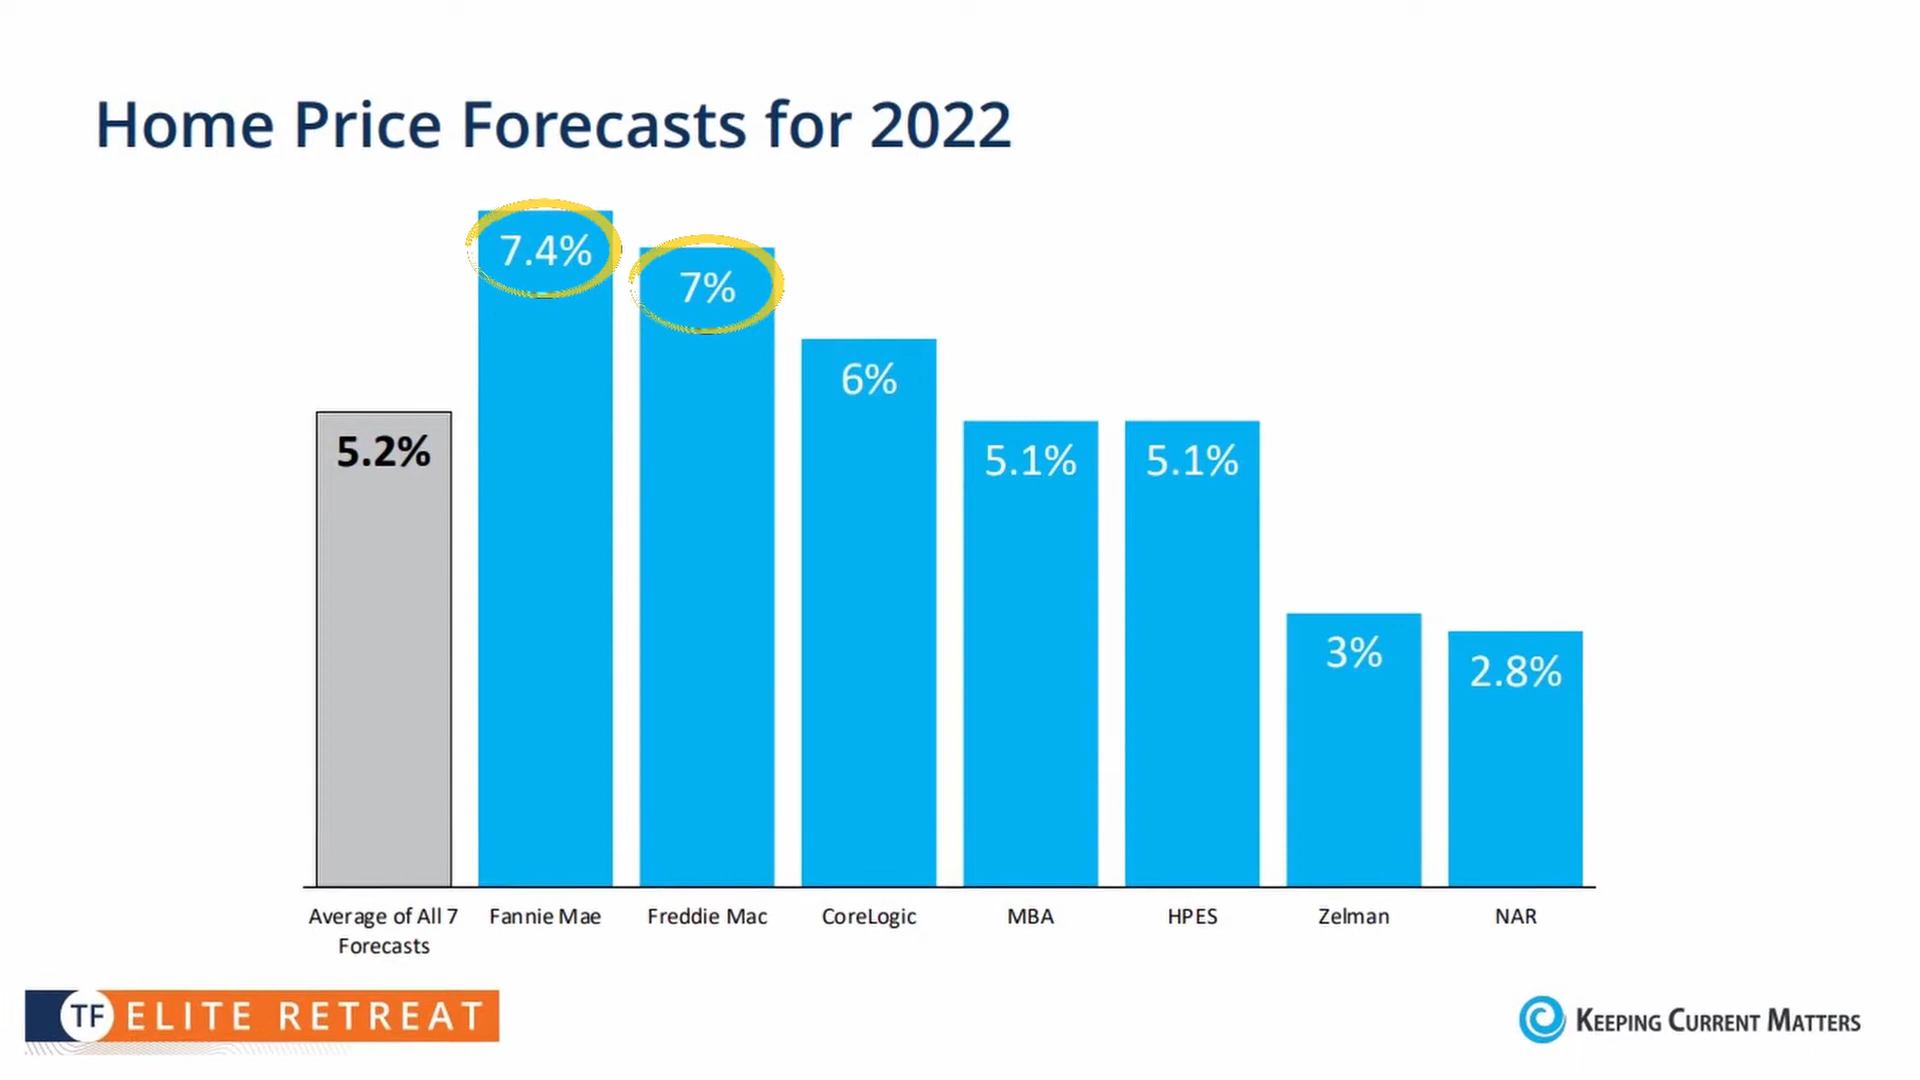 Home Price Forecasts for 2022
7.4%
7%
6%
5.2%
5.1%
5.1%
3%
2.8%
Average of All 7
Forecasts
Fannie Mae
Freddie Mac
CoreLogic
MBA
HPES
Zelman
NAR
TF ELITE RETREAT
KEEPING CURRENT MATTERS